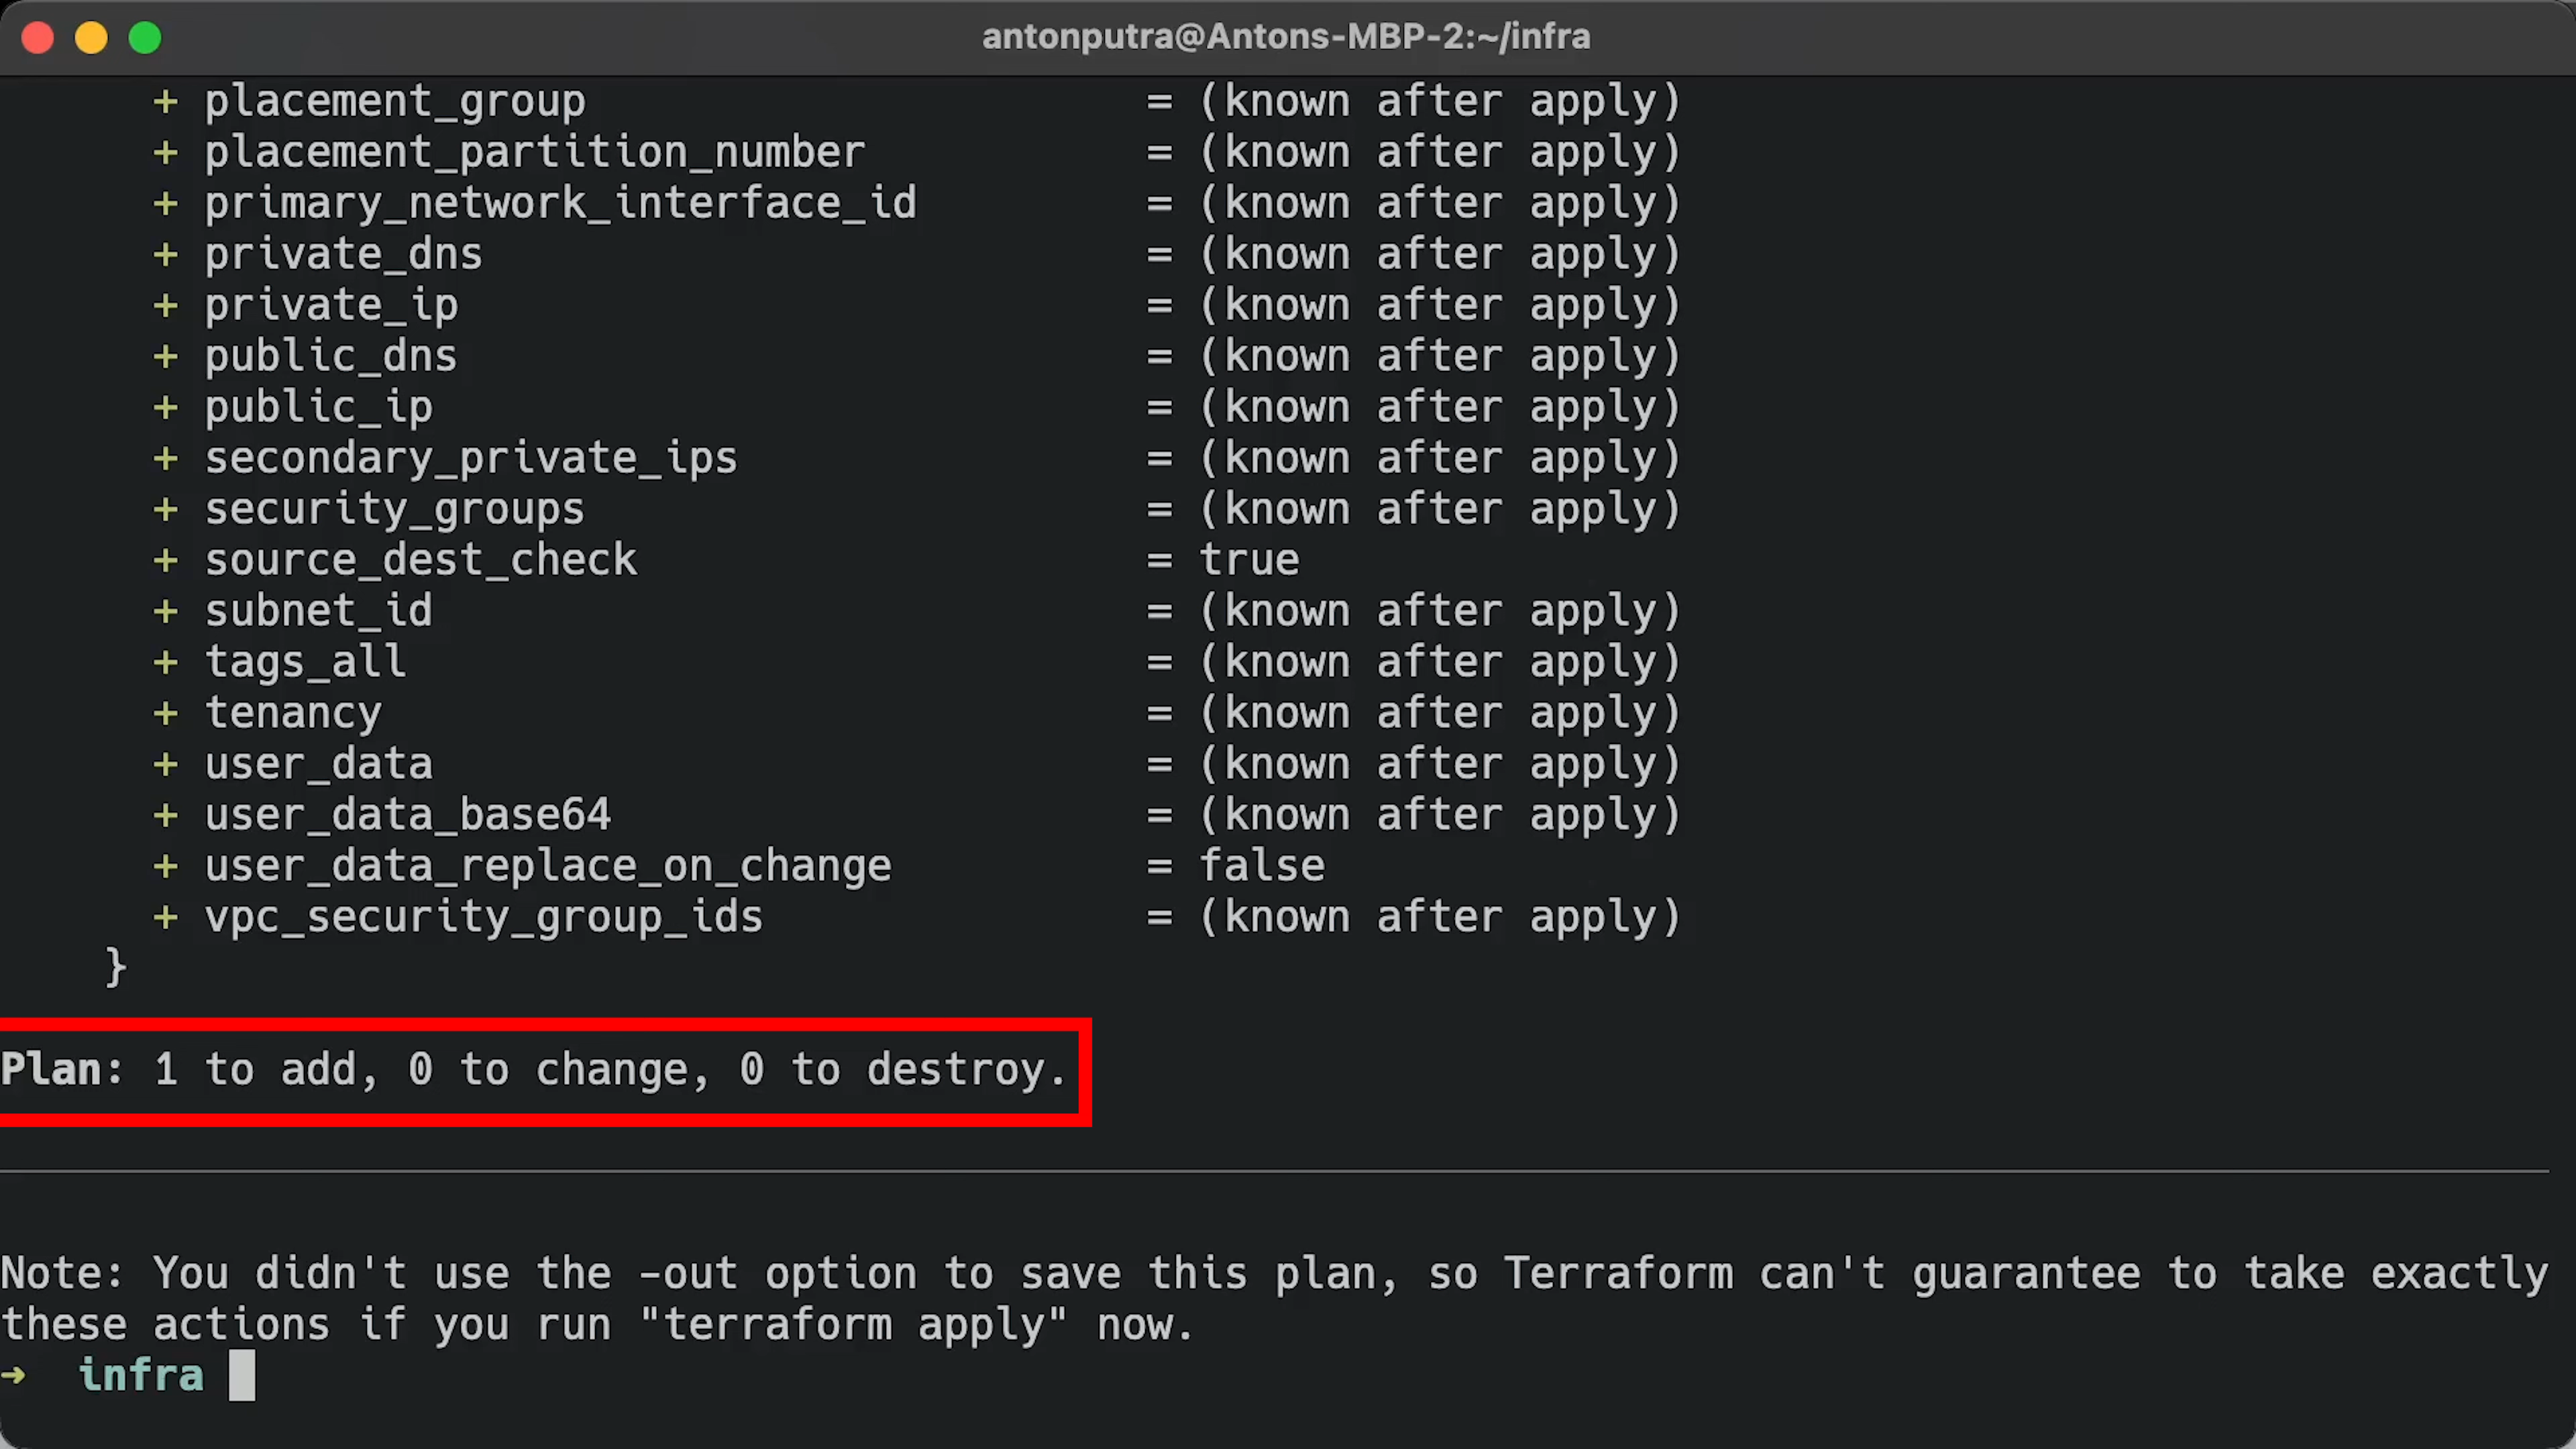 antonputra@Antons-MBP-2:~/infra
+ placement_group = (known after apply)
+ placement_partition_number = (known after apply)
+ primary_network_interface_id = (known after apply)
+ private_dns = (known after apply)
+ private_ip = (known after apply)
+ public_dns = (known after apply)
+ public_ip = (known after apply)
+ secondary_private_ips = (known after apply)
+ security_groups = (known after apply)
+ source_dest_check = true
+ subnet_id = (known after apply)
+ tags_all = (known after apply)
+ tenancy = (known after apply)
+ user_data = (known after apply)
+ user_data_base64 = (known after apply)
+ user_data_replace_on_change = false
+ vpc_security_group_ids = (known after apply)
}
Plan: 1 to add, 0 to change, 0 to destroy.
Note: You didn't use the -out option to save this plan, so Terraform can't guarantee to take exactly
these actions if you run "terraform apply" now.
→ infra